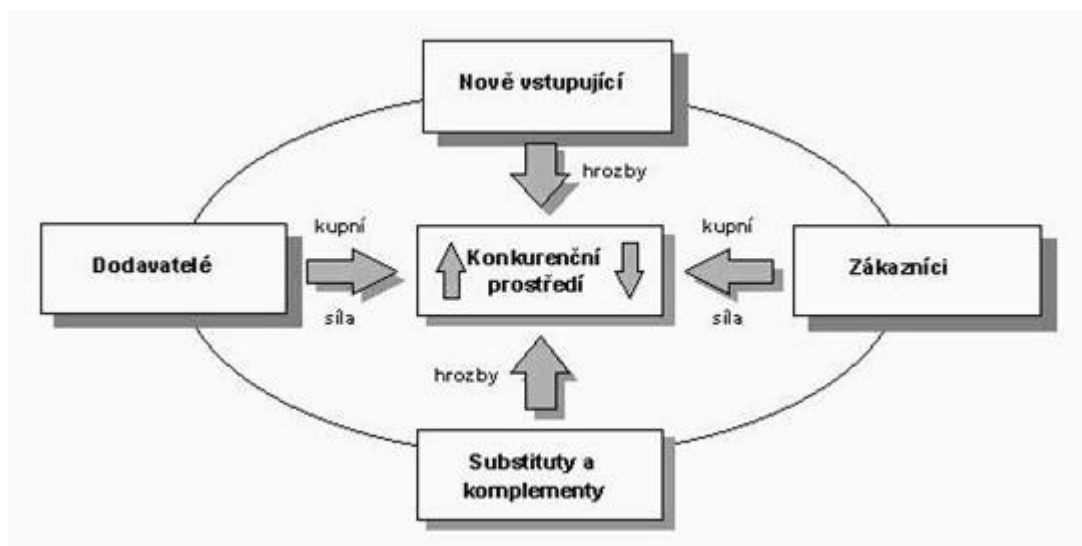 Nově vstupující
hrozby
kupní
kupní
Dodavatelé
Konkurenční
prostředí
Zákazníci
síla
síla
hrozby
Substituty a
komplementy